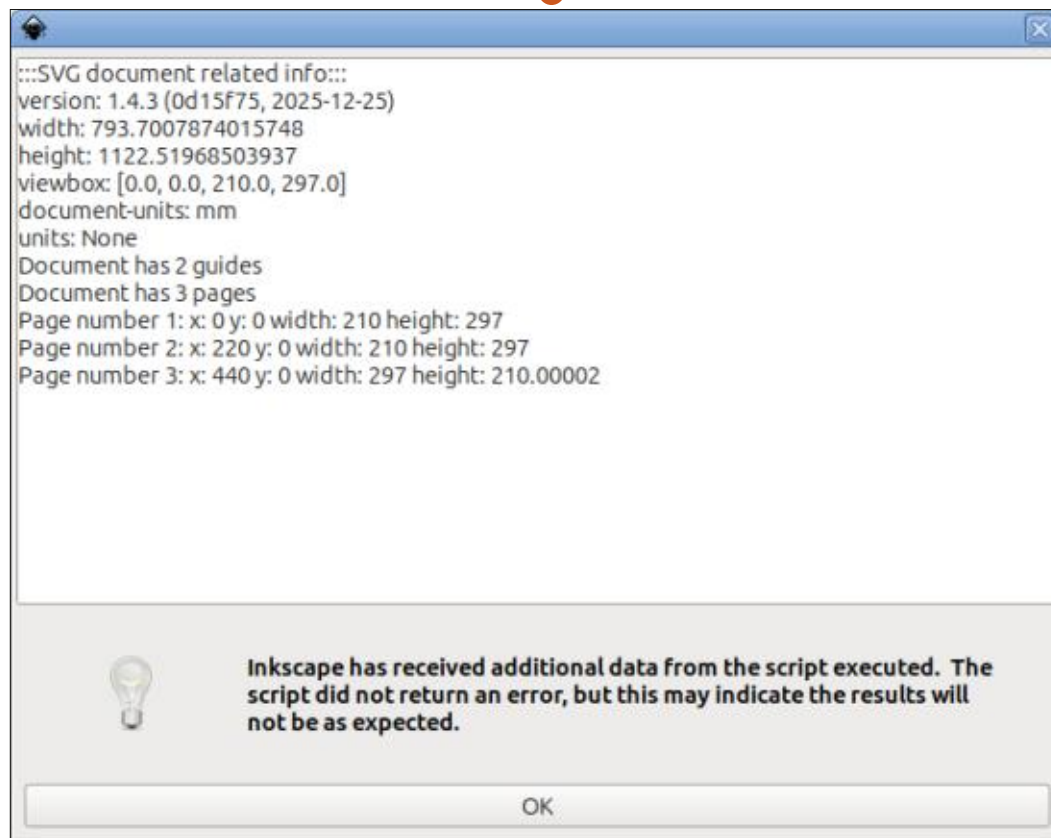 :::SVG document related info:::
version: 1.4.3 (0d15f75, 2025-12-25)
width: 793.7007874015748
height: 1122.51968503937
viewbox: [0.0, 0.0, 210.0, 297.0]
document-units: mm
units: None
Document has 2 guides
Document has 3 pages
Page number 1: x: 0 y: 0 width: 210 height: 297
Page number 2: x: 220 y: 0 width: 210 height: 297
Page number 3: x: 440 y: 0 width: 297 height: 210.00002
Inkscape has received additional data from the script executed.  The
script did not return an error, but this may indicate the results will
not be as expected.
OK